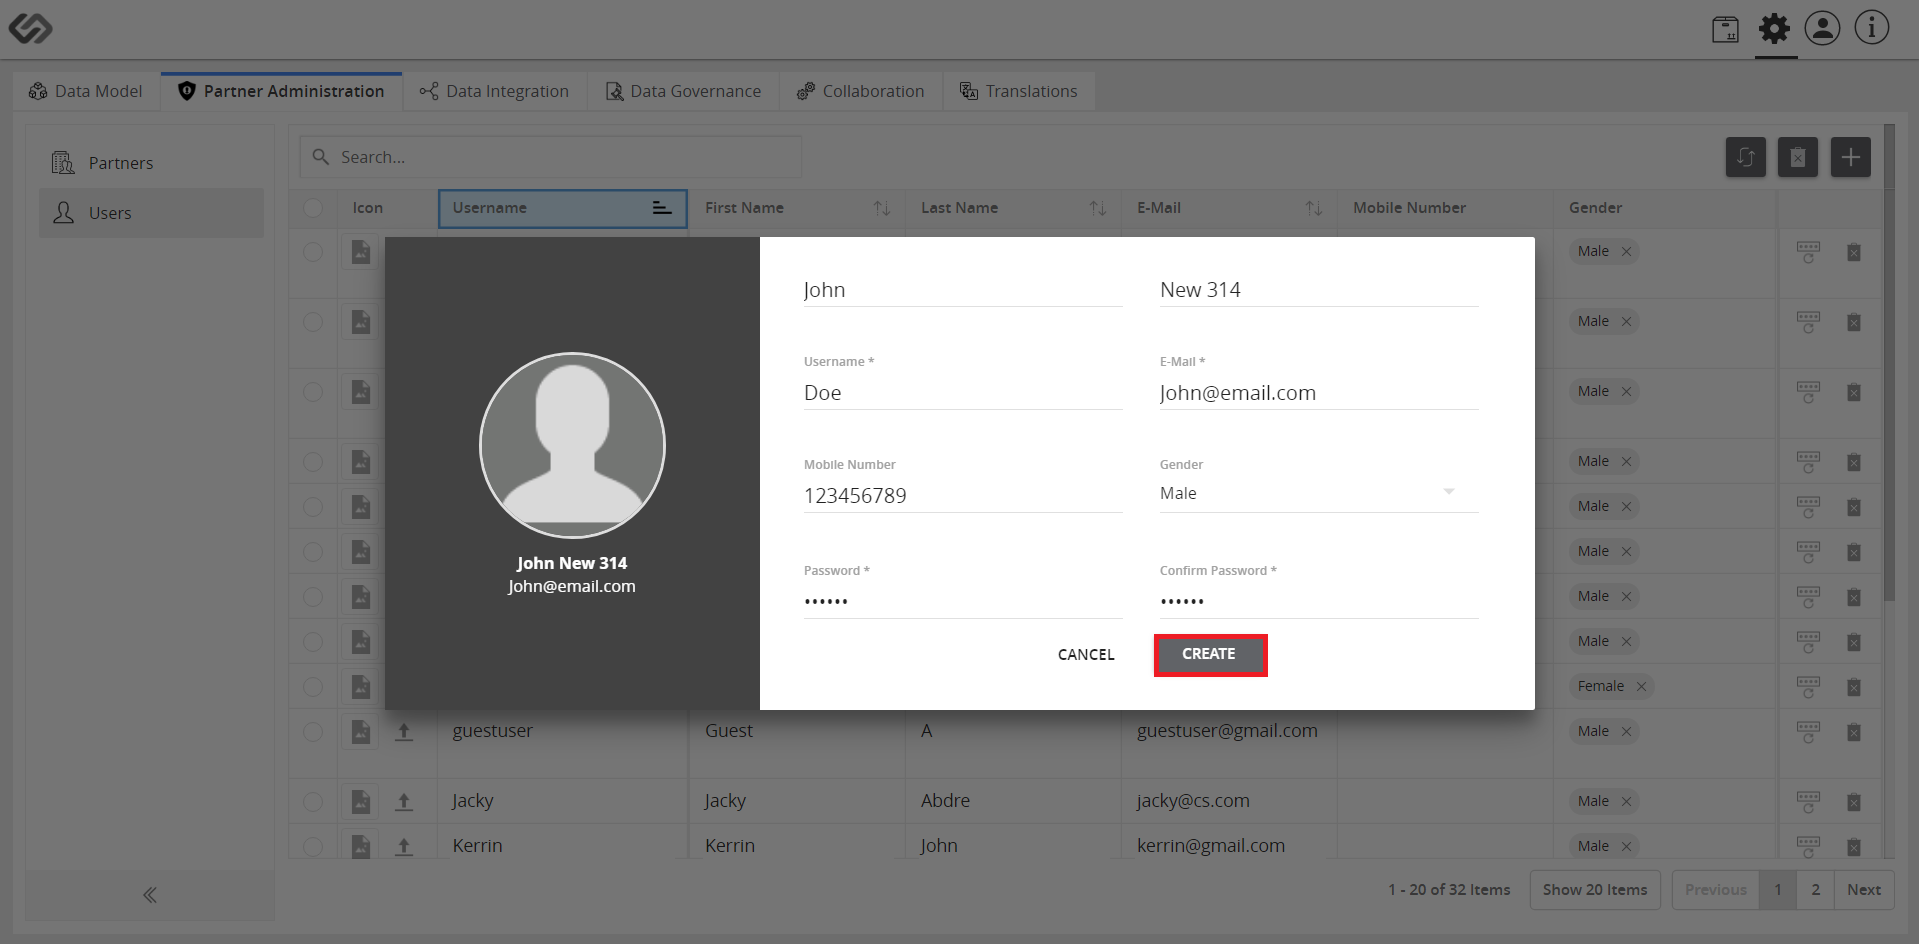 Data Model Partner Administration Data Integration Data Governance Collaboration Translations
Partners
Users
Search...
Icon Username First Name Last Name E-Mail Mobile Number Gender
Male
Male
Male
Male
Male
Male
Male
Male
Female
John New 314
Username * E-Mail *
Doe John@email.com
Mobile Number Gender
123456789 Male
Password * Confirm Password *
•••••• ••••••
CANCEL CREATE
John New 314
John@email.com
guestuser Guest A guestuser@gmail.com Male
Jacky Jacky Abdre jacky@cs.com Male
Kerrin Kerrin John kerrin@gmail.com Male
1 - 20 of 32 Items Show 20 Items Previous 1 2 Next